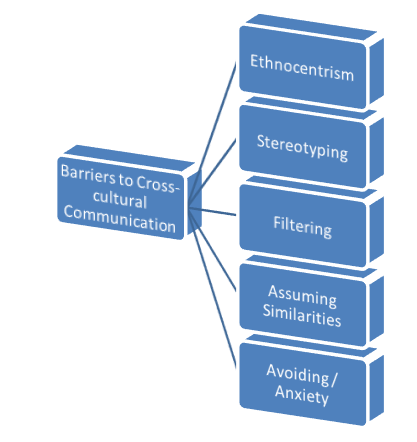 Barriers to Cross-
cultural
Communication
Ethnocentrism
Stereotyping
Filtering
Assuming
Similarities
Avoiding /
Anxiety